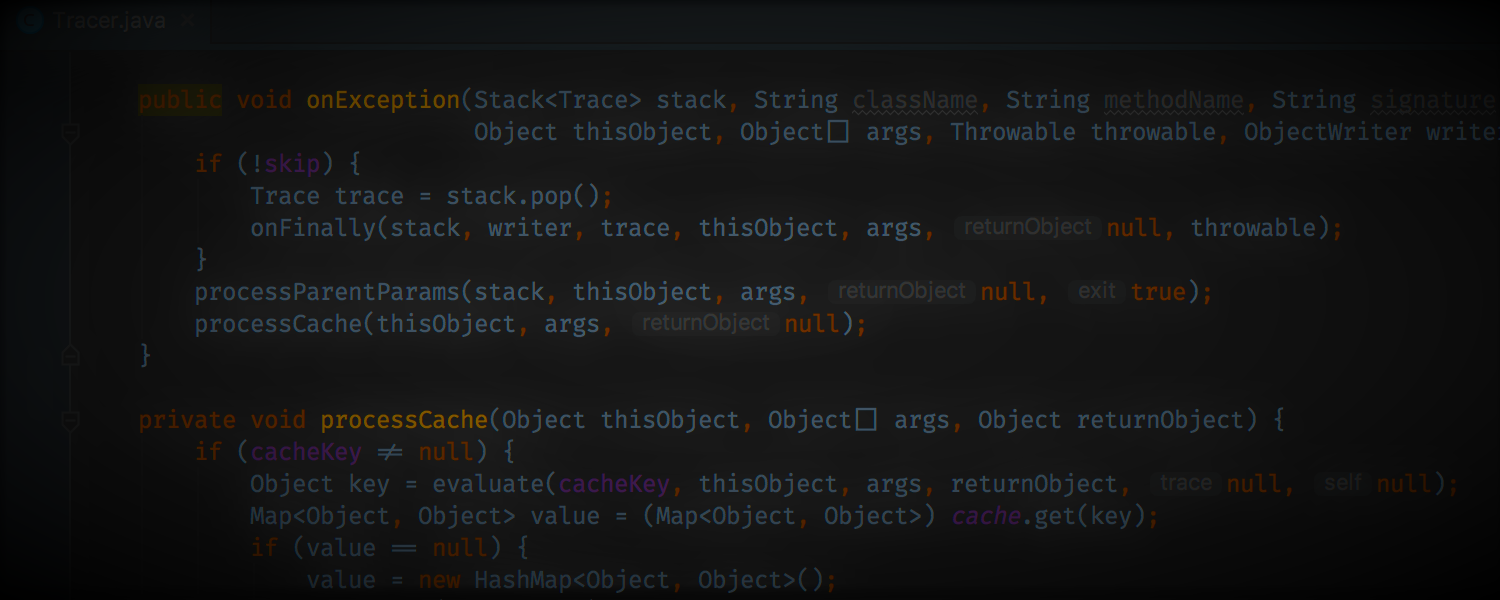 Tracer.java
public void onException(Stack<Trace> stack, String className, String methodName, String signature
Object thisObject, Object[] args, Throwable throwable, ObjectWriter write
if (!skip) {
Trace trace = stack.pop();
onFinally(stack, writer, trace, thisObject, args, returnObject null, throwable);
}
processParentParams(stack, thisObject, args, returnObject null, exit true);
processCache(thisObject, args, returnObject null);
}
private void processCache(Object thisObject, Object[] args, Object returnObject) {
if (cacheKey ≠ null) {
Object key = evaluate(cacheKey, thisObject, args, returnObject, trace null, self null);
Map<Object, Object> value = (Map<Object, Object>) cache.get(key);
if (value == null) {
value = new HashMap<Object, Object>();